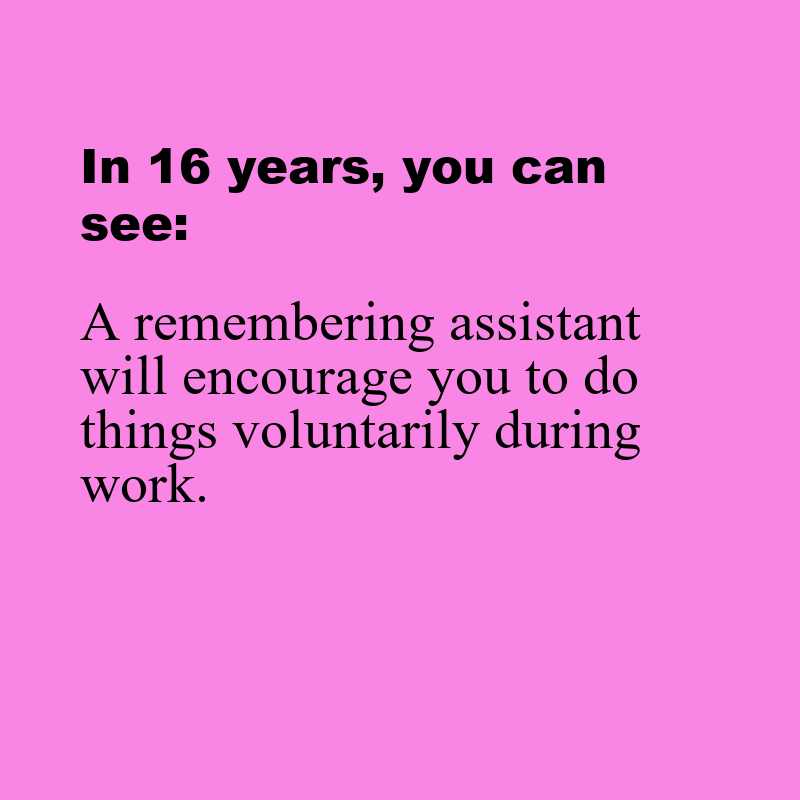 In 16 years, you can
see:
A remembering assistant
will encourage you to do
things voluntarily during
work.